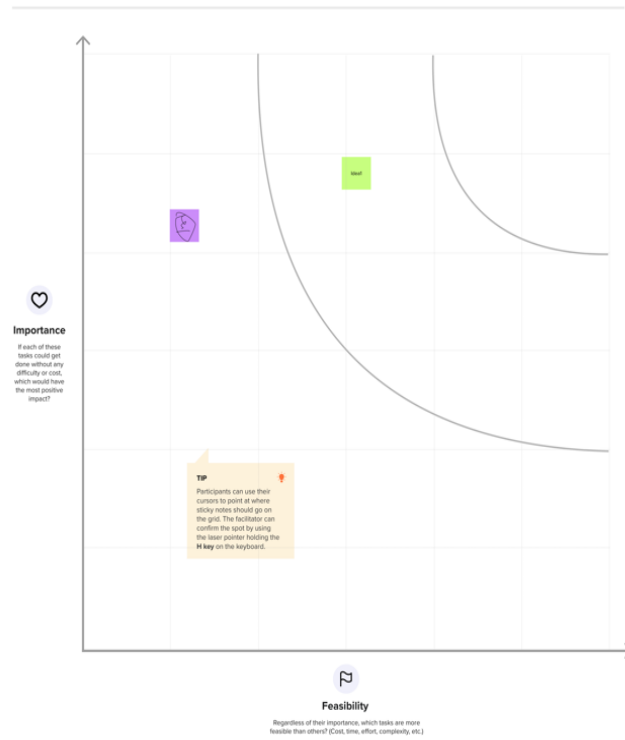 Importance
If each of these
tasks could get
done without any
difficulty or cost,
which would have
the most positive
impact?
TIP
Participants can use their
cursors to point at where
sticky notes should go on
the grid. The facilitator can
confirm the spot by using
the laser pointer holding the
H key on the keyboard.
Feasibility
Regardless of their importance, which tasks are more
feasible than others? (Cost, time, effort, complexity, etc.)